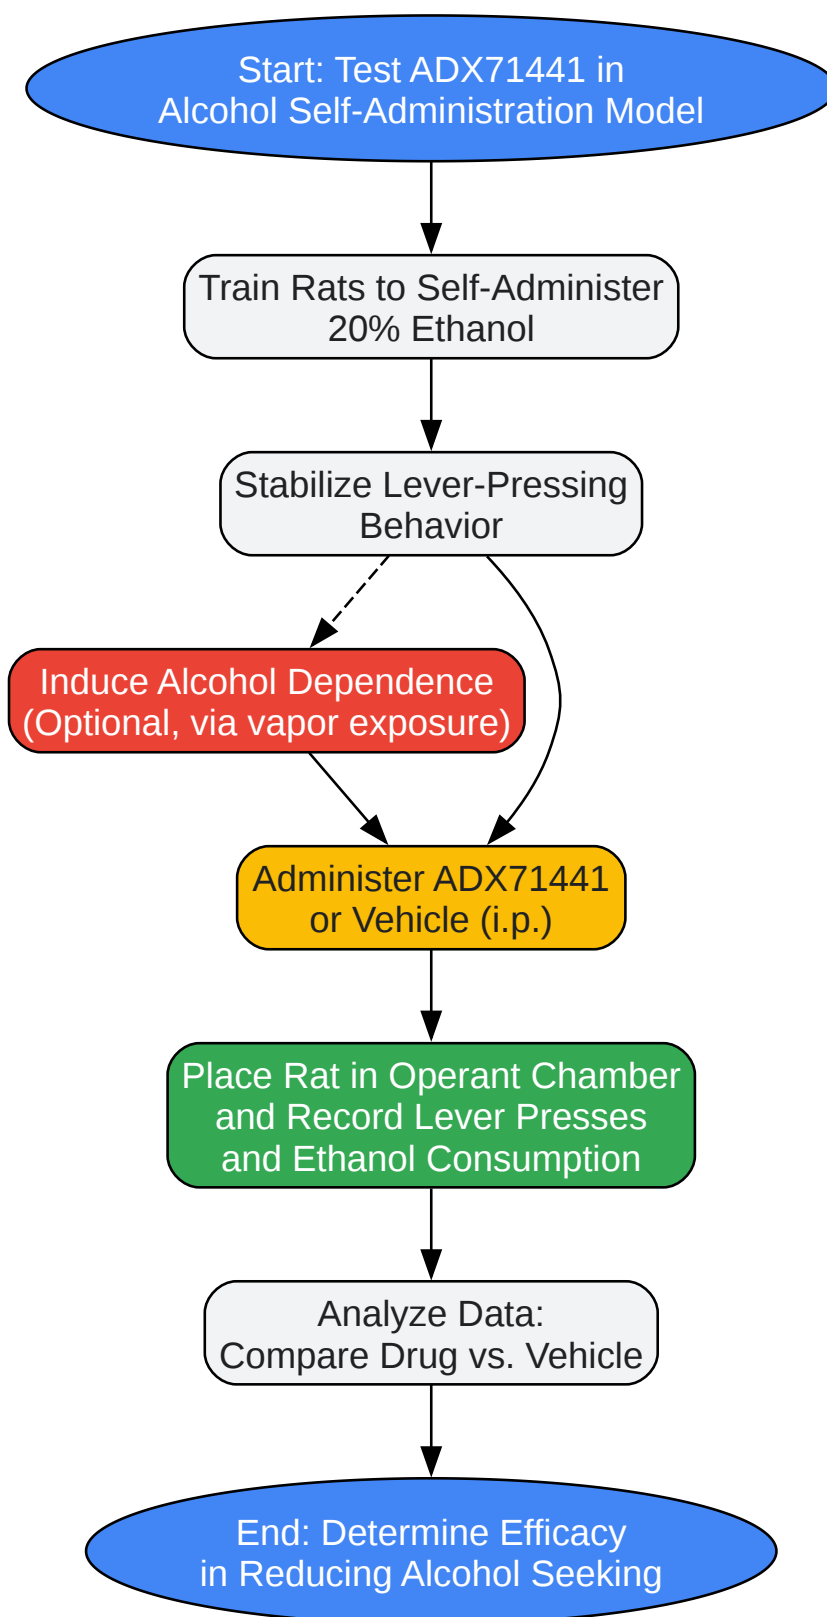 Start: Test ADX71441 in
Alcohol Self-Administration Model
Train Rats to Self-Administer
20% Ethanol
Stabilize Lever-Pressing
Behavior
Induce Alcohol Dependence
(Optional, via vapor exposure)
Administer ADX71441
or Vehicle (i.p.)
Place Rat in Operant Chamber
and Record Lever Presses
and Ethanol Consumption
Analyze Data:
Compare Drug vs. Vehicle
End: Determine Efficacy
in Reducing Alcohol Seeking